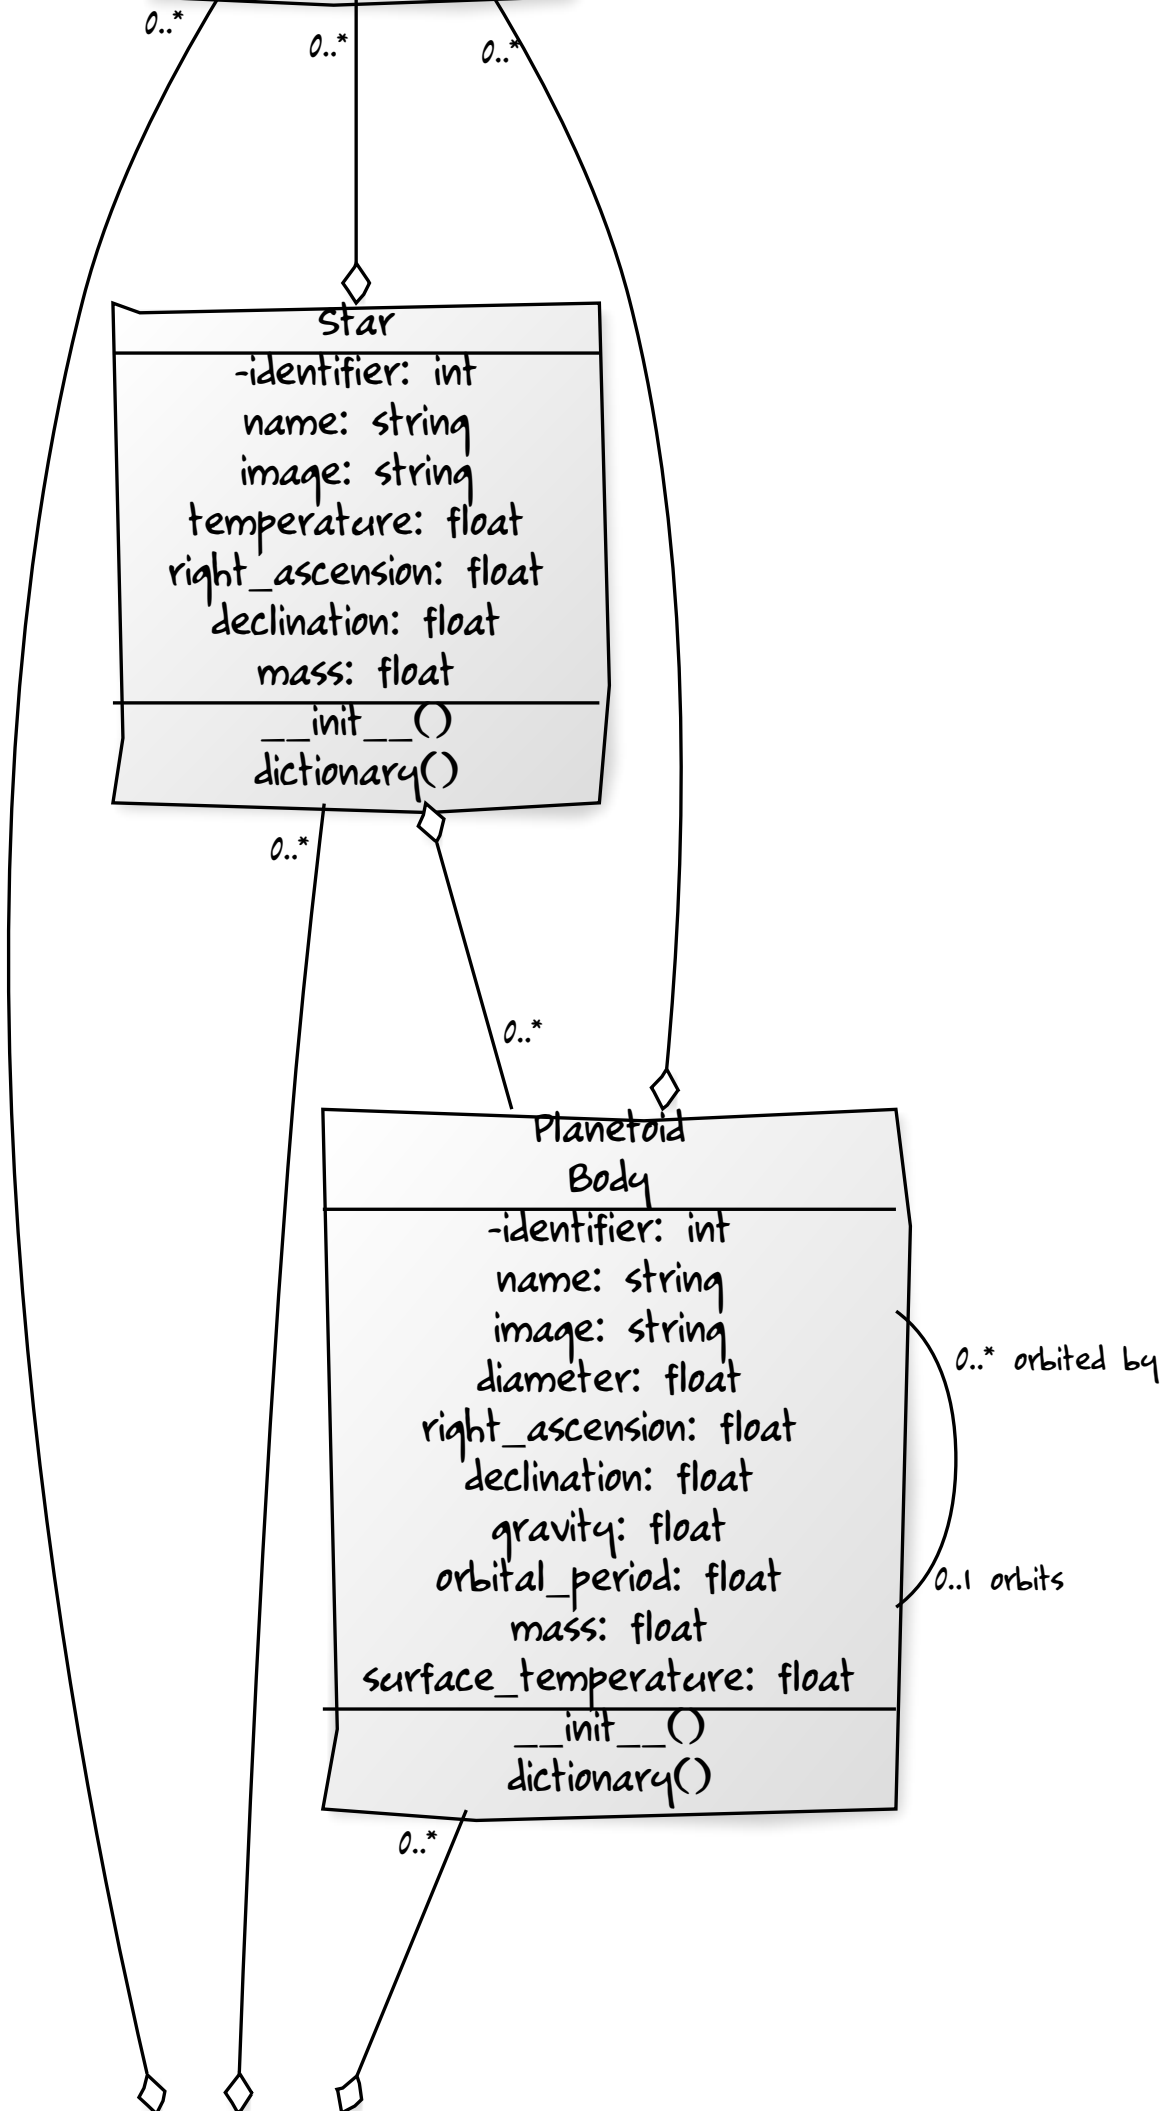 0..*
0..*
0..*
Star
-identifier: int
name: string
image: string
temperature: float
right_ascension: float
declination: float
mass: float
__init__()
dictionary()
0..*
0..*
Planetoid
Body
-identifier: int
name: string
image: string
diameter: float
right_ascension: float
declination: float
gravity: float
orbital_period: float
mass: float
surface_temperature: float
__init__()
dictionary()
0..* orbited by
0..1 orbits
0..*